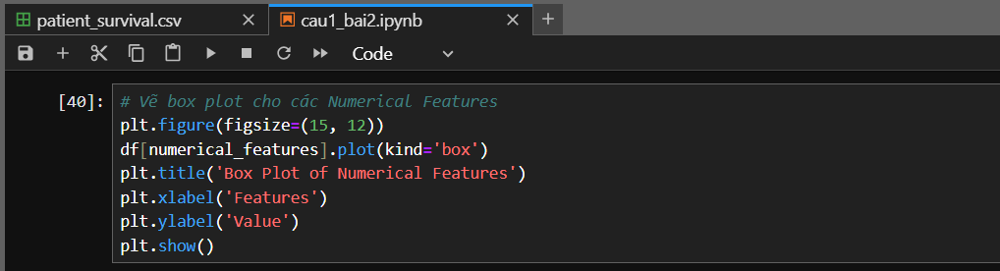 patient_survival.csv
cau1_bai2.ipynb
Code
[40]:
# Vẽ box plot cho các Numerical Features
plt.figure(figsize=(15, 12))
df[numerical_features].plot(kind='box')
plt.title('Box Plot of Numerical Features')
plt.xlabel('Features')
plt.ylabel('Value')
plt.show()